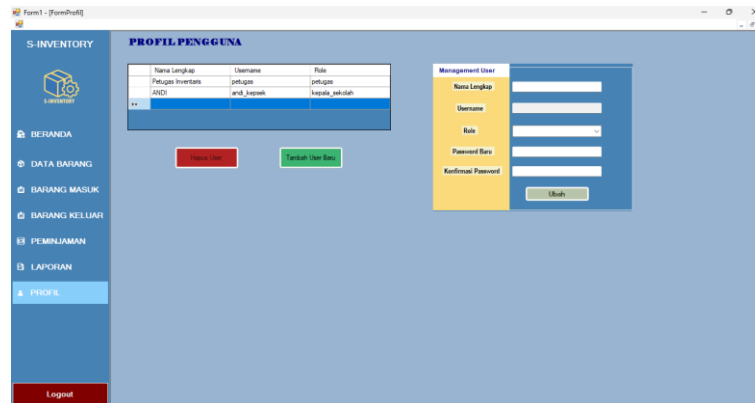 Form1 - [FormProfil]
S-INVENTORY
PROFIL PENGGUNA
S-INVENTORY
BERANDA
DATA BARANG
BARANG MASUK
BARANG KELUAR
PEMINJAMAN
LAPORAN
PROFIL
Logout
Nama Lengkap Username Role
Petugas Inventaris petugas petugas
ANDI andi_kepsek kepala_sekolah
Hapus User Tambah User Baru
Management User
Nama Lengkap
Username
Role
Password Baru
Konfirmasi Password
Ubah